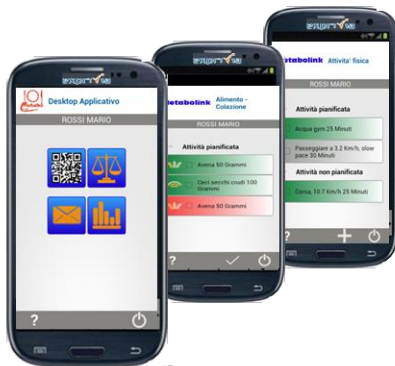 Desktop Applicativo
ROSSI MARIO
?
etabolink Alimento -
Colazione
ROSSI MARIO
Attività pianificata
Avena 50 Grammi
Ceci secchi crudi 100
Grammi
Avena 50 Grammi
?
etabolink Attivita' fisica
ROSSI MARIO
Attività pianificata
Acqua gym 25 Minuti
Passeggiare a 3.2 Km/h, slow
pace 30 Minuti
Attività non pianificata
Corsa, 10.7 Km/h 25 Minuti
?